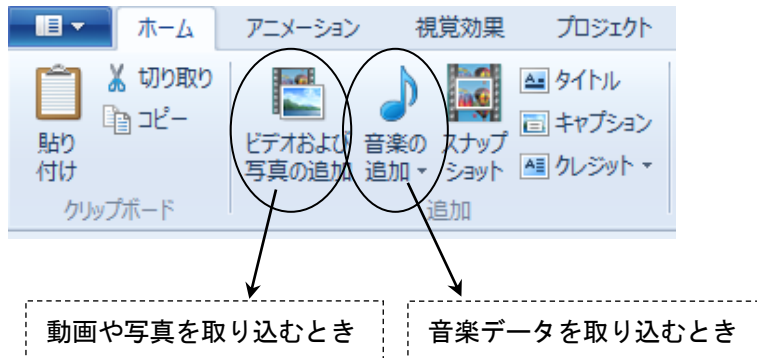 ホーム アニメーション 視覚効果 プロジェクト
貼り
付け
切り取り
コピー
クリップボード
ビデオおよび
写真の追加
音楽の
追加
スナップ
ショット
タイトル
キャプション
クレジット
追加
動画や写真を取り込むとき
音楽データを取り込むとき